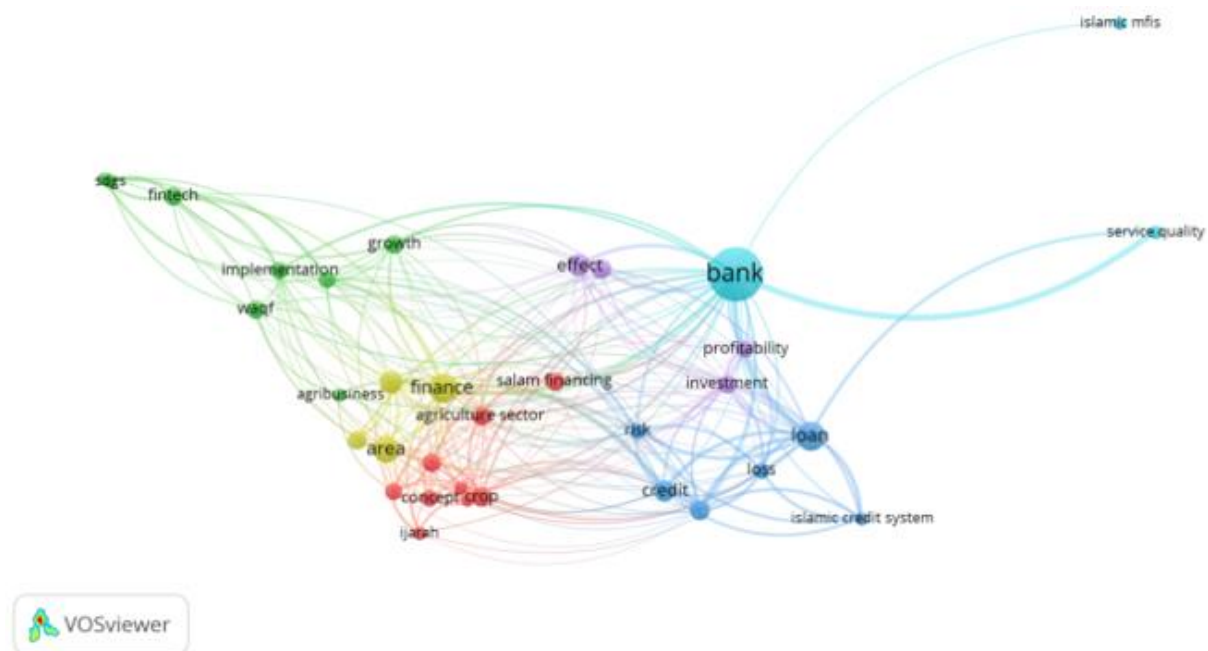 islamic mfis
sdgs
fintech
service quality
growth
implementation
effect
bank
waqf
profitability
salam financing
investment
finance
agribusiness
agriculture sector
risk
loan
area
loss
credit
concept crop
islamic credit system
ijarah
VOSviewer